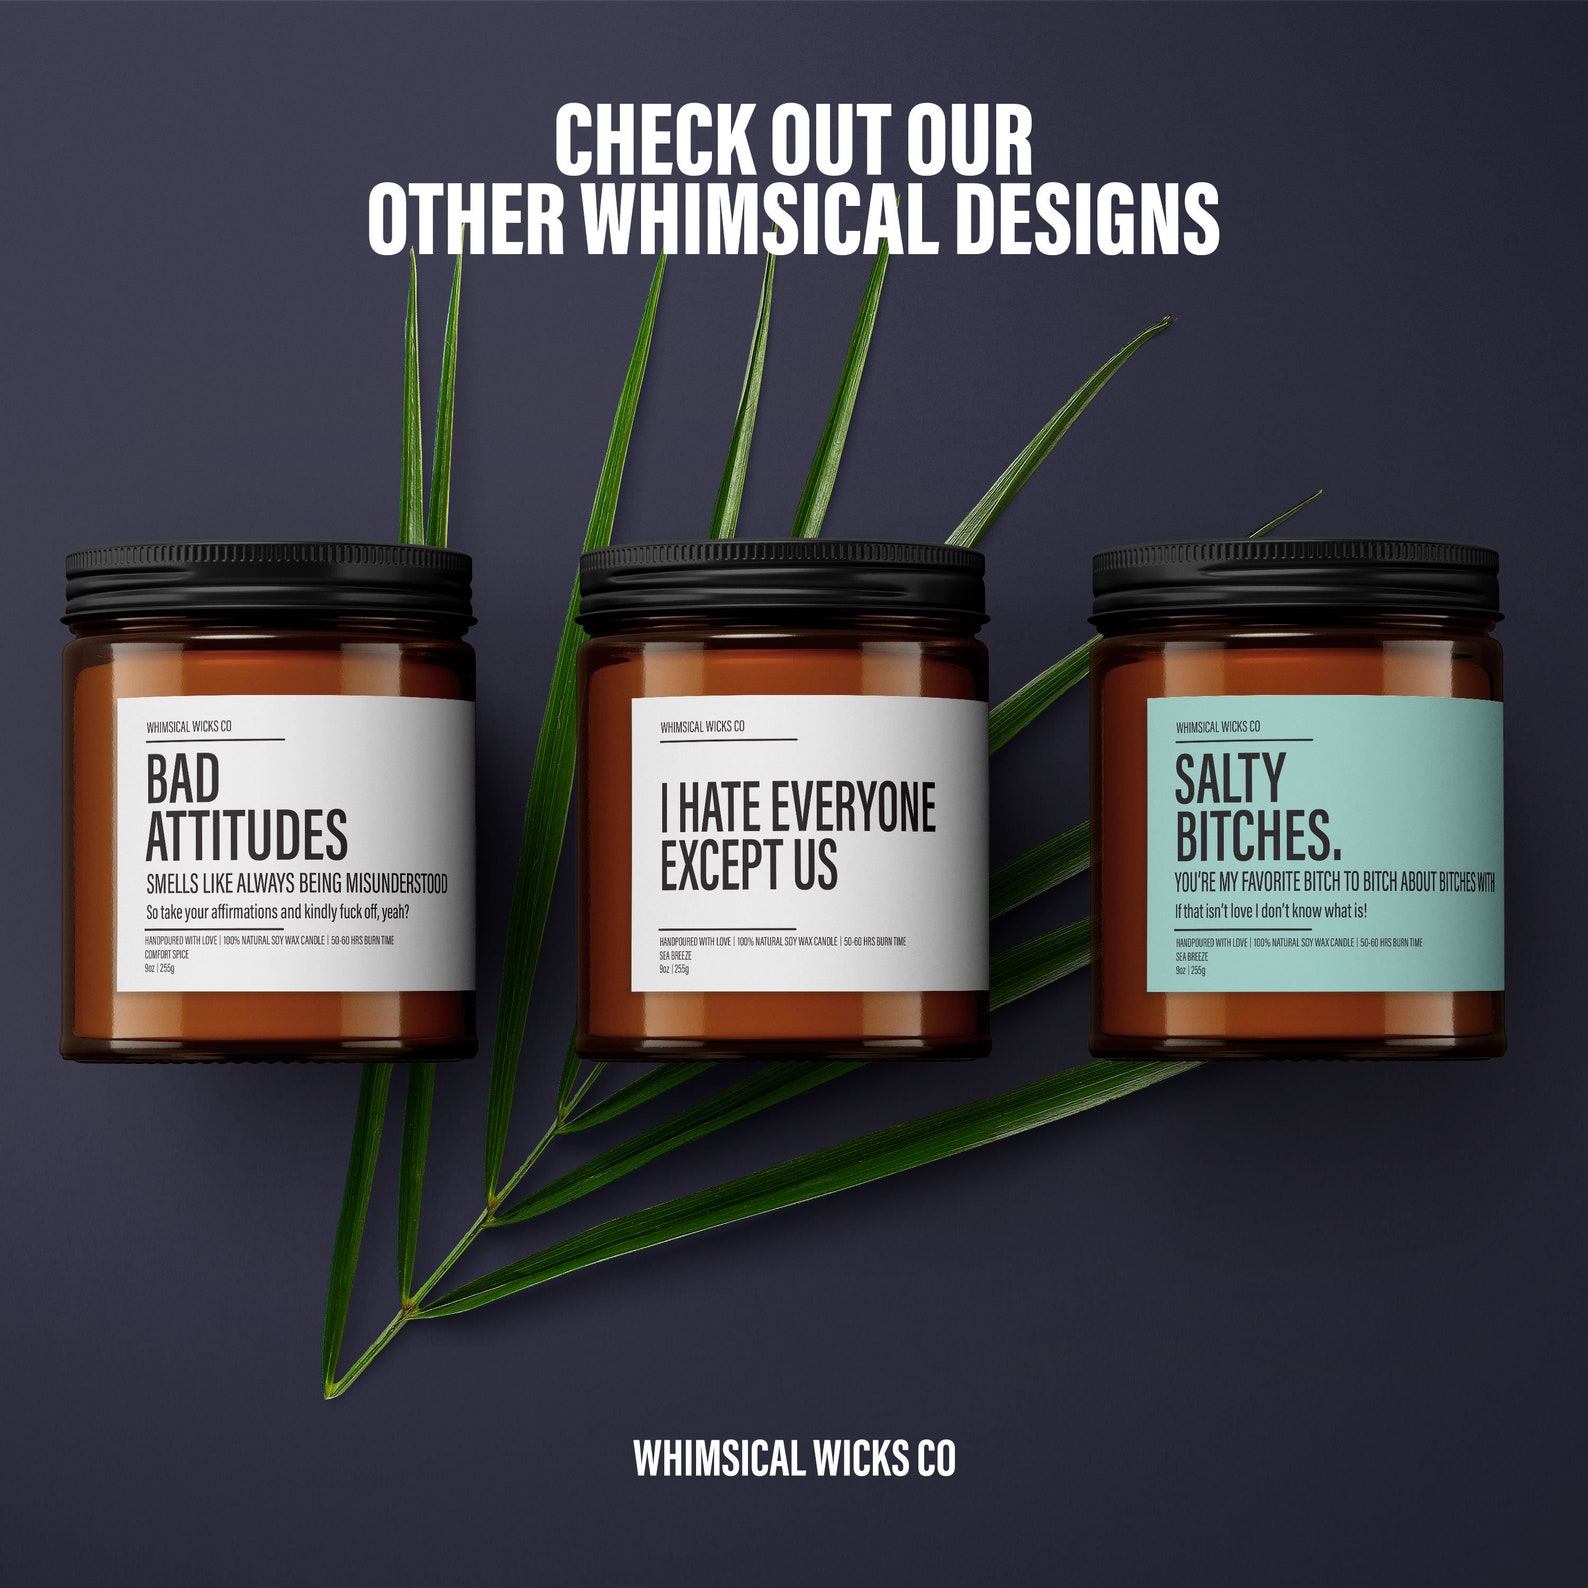 CHECK OUT OUR
OTHER WHIMSICAL DESIGNS
WHIMSICAL WICKS CO
BAD
ATTITUDES
SMELLS LIKE ALWAYS BEING MISUNDERSTOOD
So take your affirmations and kindly fuck off, yeah?
HANDPOURED WITH LOVE | 100% NATURAL SOY WAX CANDLE | 50-60 HRS BURN TIME
COMFORT SPICE
9oz | 255g
WHIMSICAL WICKS CO
I HATE EVERYONE
EXCEPT US
HANDPOURED WITH LOVE | 100% NATURAL SOY WAX CANDLE | 50-60 HRS BURN TIME
SEA BREEZE
9oz | 255g
WHIMSICAL WICKS CO
SALTY
BITCHES.
YOU'RE MY FAVORITE BITCH TO BITCH ABOUT BITCHES WITH
If that isn't love I don't know what is!
HANDPOURED WITH LOVE | 100% NATURAL SOY WAX CANDLE | 50-60 HRS BURN TIME
SEA BREEZE
9oz | 255g
WHIMSICAL WICKS CO